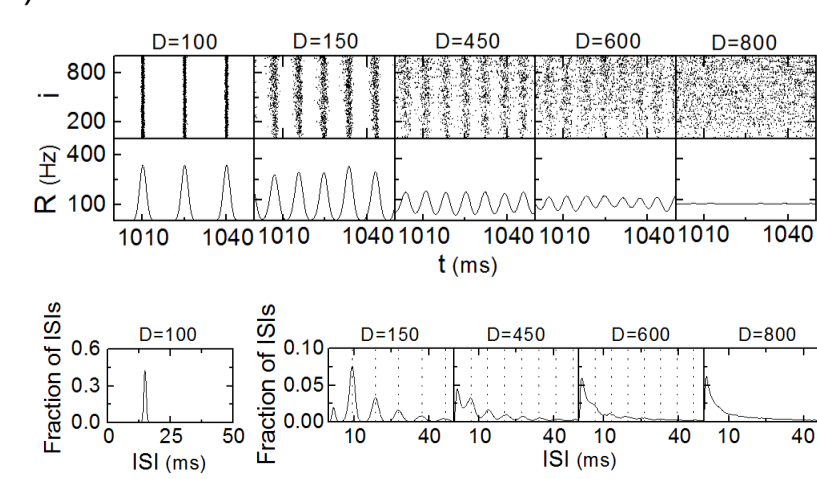 )
D=100 D=150 D=450 D=600 D=800
800
i
200
400
R (Hz)
100
1010 1040 1010 1040 1010 1040 1010 1040 1010 1040
t (ms)
D=100 D=150 D=450 D=600 D=800
Fraction of ISIs
0.6
0.3
0.0
0 25 50
ISI (ms)
Fraction of ISIs
0.10
0.05
0.00
10 40 10 40 10 40 10 40
ISI (ms)